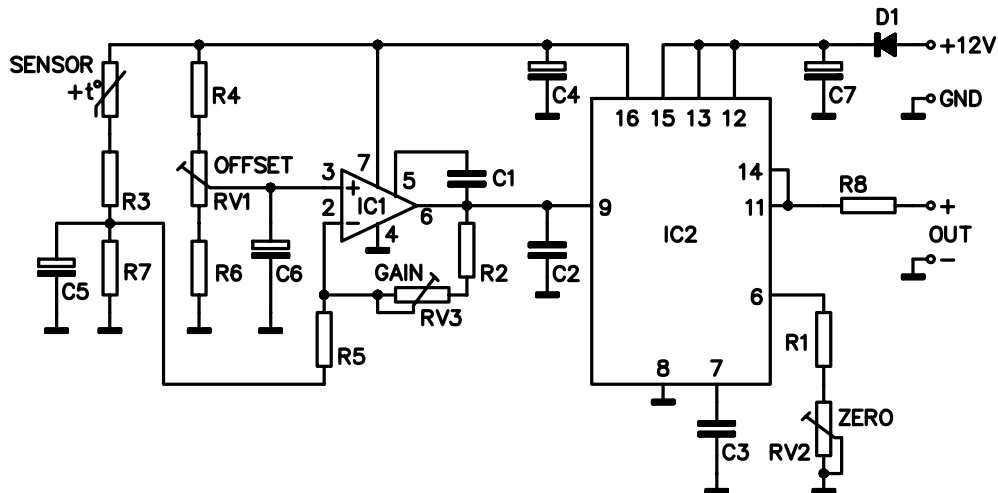 D1
+12V
SENSOR
+t°
R4
C4
C7
GND
16 15 13 12
OFFSET
R3
RV1
3
7
+
5
C1
14
R8
+
2
IC1
6
9
IC2
11
OUT
−
4
−
R7
R6
C5
C6
GAIN
R2
C2
RV3
6
R5
R1
8
7
ZERO
C3
RV2